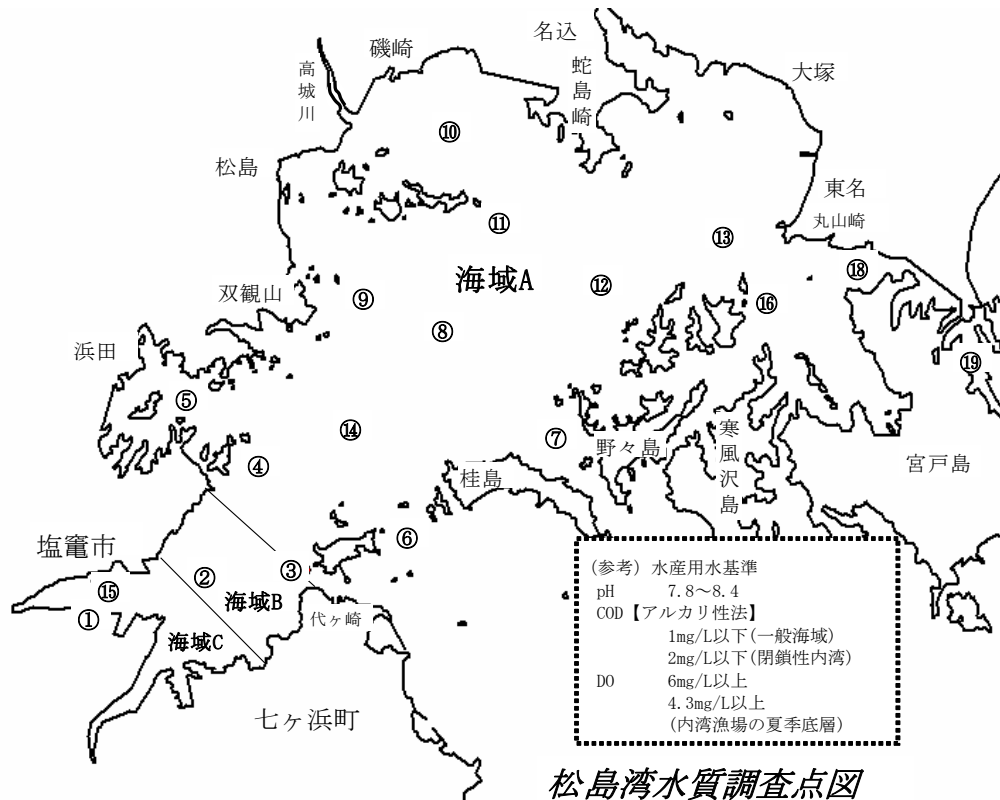 名込
磯崎
高城川
蛇島崎
大塚
⑩
松島
東名
丸山崎
⑪
⑬
⑱
海域A
⑫
双観山
⑨
⑯
⑧
浜田
⑲
⑤
⑭
⑦
野々島
寒風沢島
④
桂島
宮戸島
塩竈市
⑥
③
②
⑮
海域B
①
代ヶ崎
海域C
七ヶ浜町
(参考) 水産用水基準
pH 7.8～8.4
COD【アルカリ性法】
1mg/L以下(一般海域)
2mg/L以下(閉鎖性内湾)
DO 6mg/L以上
4.3mg/L以上
(内湾漁場の夏季底層)
松島湾水質調査点図